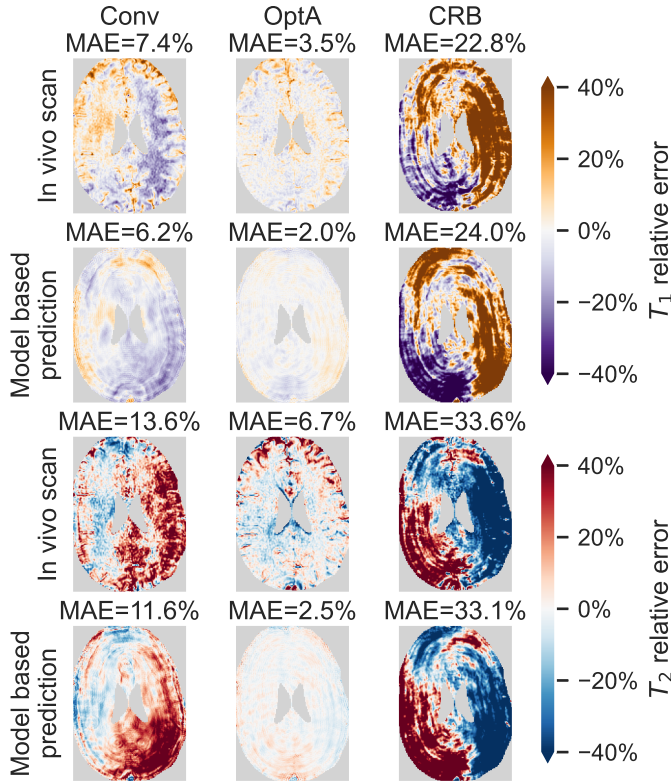 Conv OptA CRB
MAE=7.4% MAE=3.5% MAE=22.8%
In vivo scan
MAE=6.2% MAE=2.0% MAE=24.0%
Model based
prediction
40%
20%
0%
−20%
−40%
T1 relative error
MAE=13.6% MAE=6.7% MAE=33.6%
In vivo scan
MAE=11.6% MAE=2.5% MAE=33.1%
Model based
prediction
40%
20%
0%
−20%
−40%
T2 relative error